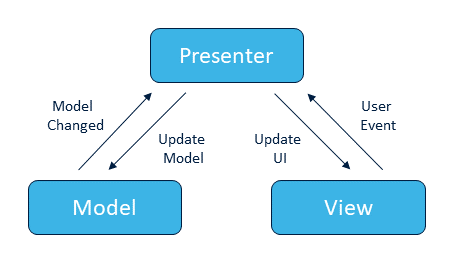 Presenter
Model
Changed
Update
Model
Update
UI
User
Event
Model
View